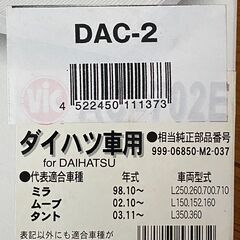 DAC-2
Vic
4 522450 111373
ダイハツ車用
for DAIHATSU
●相当純正部品番号
999-06850-M2-037
●代表適合車種 年式 車両型式
ミラ 98.10～ L250.260.700.710
ムーブ 02.10～ L150.152.160
タント 03.11～ L350.360
表記以外にも適合